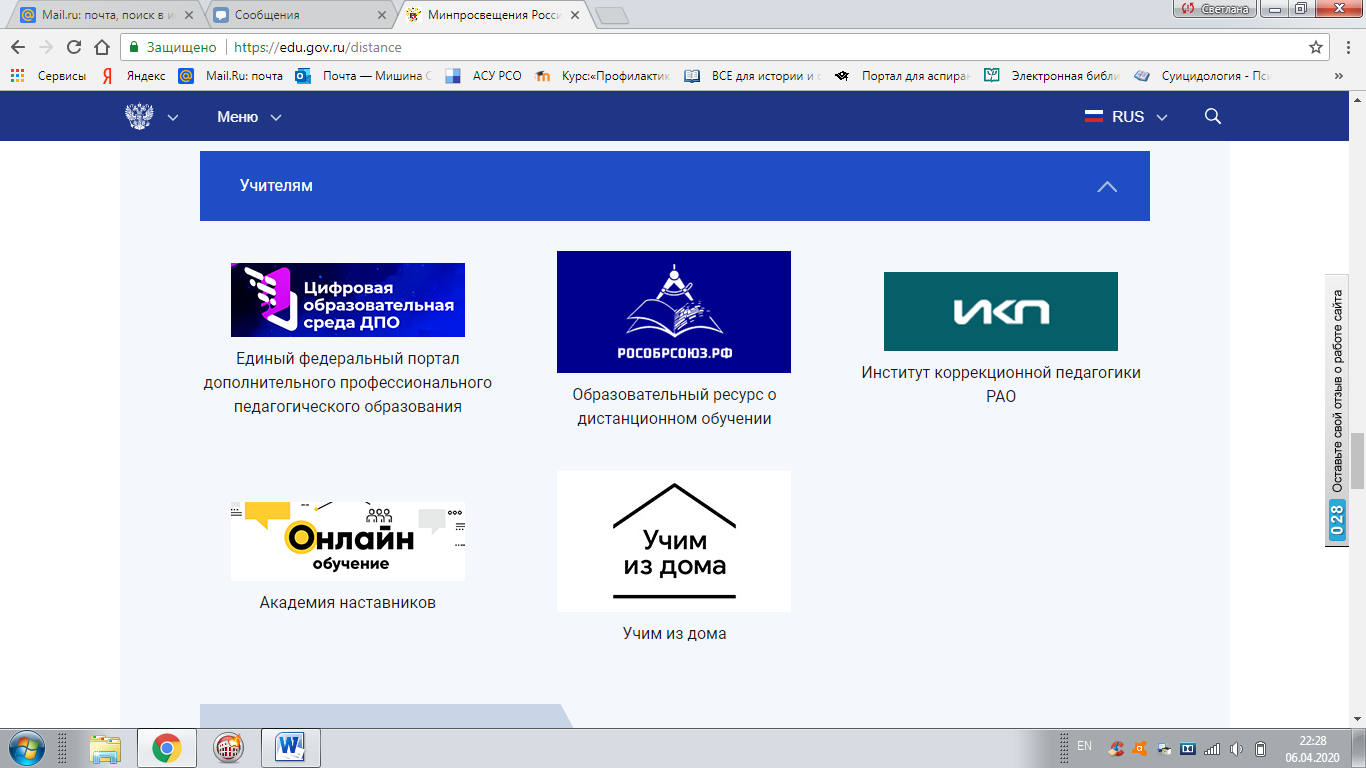 Mail.ru: почта, поиск в ин
Сообщения
Минпросвещения Росси
Светлана
Защищено
https://edu.gov.ru/distance
Сервисы
Яндекс
Mail.Ru: почта
Почта — Мишина С
АСУ РСО
Курс:«Профилактик
ВСЕ для истории и о
Портал для аспиран
Электронная библи
Суицидология - Пси
»
Меню
RUS
Учителям
Цифровая
образовательная
среда ДПО
Единый федеральный портал
дополнительного профессионального
педагогического образования
РОСОБРСОЮЗ.РФ
Образовательный ресурс о
дистанционном обучении
ИКП
Институт коррекционной педагогики
РАО
Онлайн
обучение
Академия наставников
Учим
из дома
Учим из дома
Оставьте свой отзыв о работе сайта
028
EN
22:28
06.04.2020